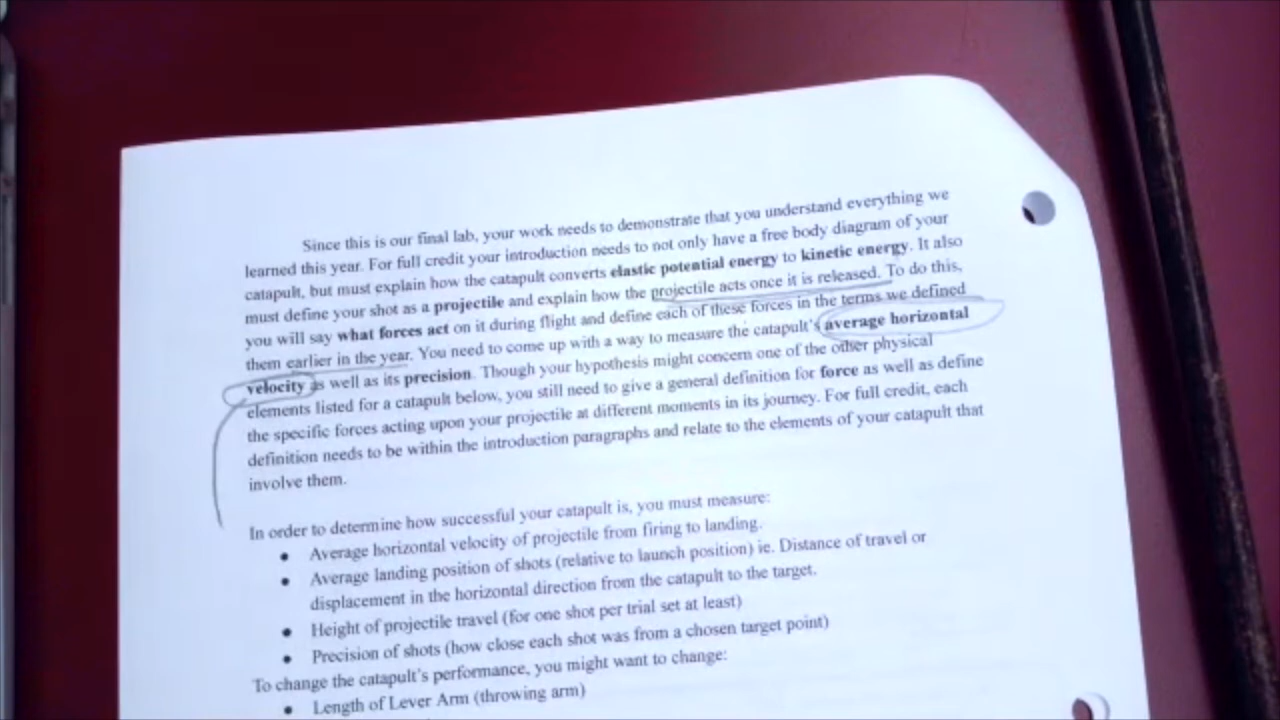 Since this is our final lab, your work needs to demonstrate that you understand everything we
learned this year. For full credit your introduction needs to not only have a free body diagram of your
catapult, but must explain how the catapult converts elastic potential energy to kinetic energy. It also
must define your shot as a projectile and explain how the projectile acts once it is released. To do this,
you will say what forces act on it during flight and define each of these forces in the terms we defined
them earlier in the year. You need to come up with a way to measure the catapult's average horizontal
velocity as well as its precision. Though your hypothesis might concern one of the other physical
elements listed for a catapult below, you still need to give a general definition for force as well as define
the specific forces acting upon your projectile at different moments in its journey. For full credit, each
definition needs to be within the introduction paragraphs and relate to the elements of your catapult that
involve them.
In order to determine how successful your catapult is, you must measure:
● Average horizontal velocity of projectile from firing to landing.
● Average landing position of shots (relative to launch position) ie. Distance of travel or
displacement in the horizontal direction from the catapult to the target.
● Height of projectile travel (for one shot per trial set at least)
● Precision of shots (how close each shot was from a chosen target point)
To change the catapult's performance, you might want to change:
● Length of Lever Arm (throwing arm)